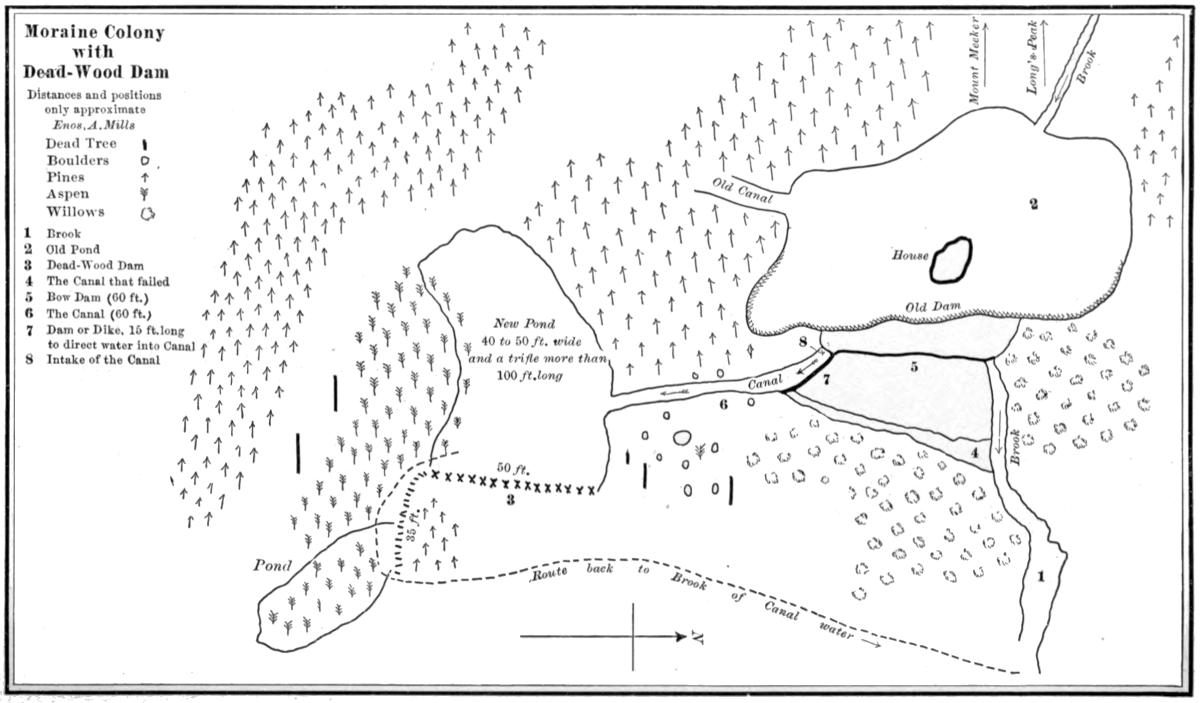 Moraine Colony
with
Dead-Wood Dam
Distances and positions
only approximate
Enos, A. Mills
Dead Tree
Boulders
Pines
Aspen
Willows
1 Brook
2 Old Pond
3 Dead-Wood Dam
4 The Canal that failed
5 Bow Dam (60 ft.)
6 The Canal (60 ft.)
7 Dam or Dike, 15 ft. long
to direct water into Canal
8 Intake of the Canal
Mount Meeker
Long's Peak
Brook
Old Canal
2
House
Old Dam
New Pond
40 to 50 ft. wide
and a trifle more than
100 ft. long
8
Canal
7
5
6
Brook
4
50 ft.
3
35 ft.
Pond
Route back to Brook of Canal water
1
N